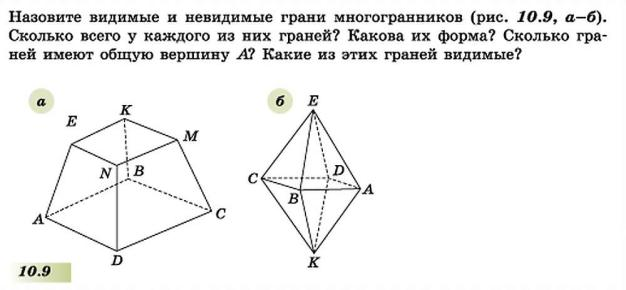 Назовите видимые и невидимые грани многогранников (рис. 10.9, а–б).
Сколько всего у каждого из них граней? Какова их форма? Сколько гра-
ней имеют общую вершину A? Какие из этих граней видимые?
а
K
E
M
N
B
A
C
D
б
E
C
D
B
A
K
10.9